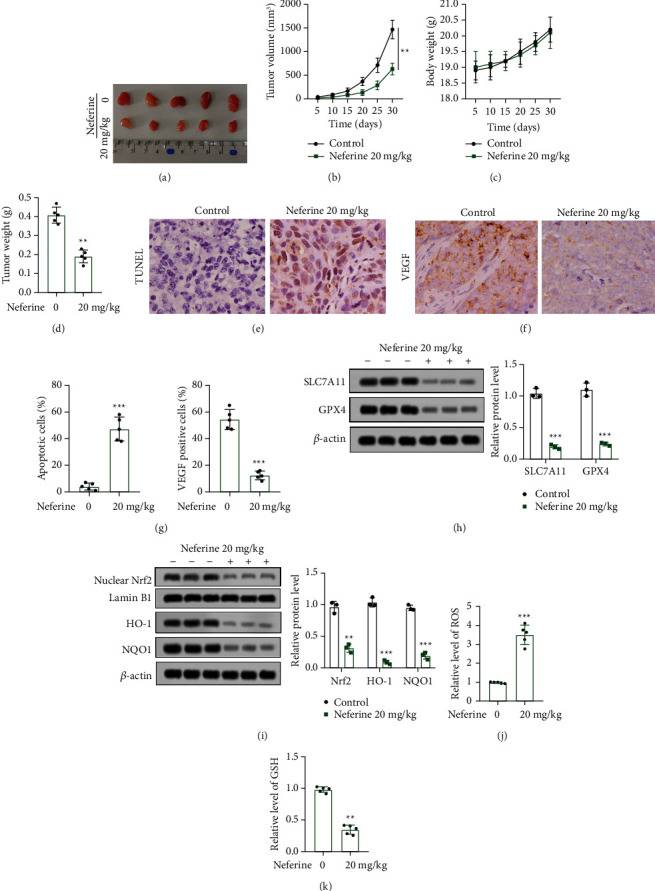 Neferine
0
20 mg/kg
(a)
Tumor volume (mm³)
2000
1500
1000
500
0
5 10 15 20 25 30
Time (days)
**
Control
Neferine 20 mg/kg
(b)
Body weight (g)
21.0
20.5
20.0
19.5
19.0
18.5
18.0
5 10 15 20 25 30
Time (days)
Control
Neferine 20 mg/kg
(c)
Tumor weight (g)
0.5
0.4
0.3
0.2
0.1
0.0
**
Neferine 0 20 mg/kg
(d)
Control Neferine 20 mg/kg
TUNEL
(e)
Control Neferine 20 mg/kg
VEGF
(f)
Apoptotic cells (%)
80
60
40
20
0
***
Neferine 0 20 mg/kg
VEGF positive cells (%)
80
60
40
20
0
***
Neferine 0 20 mg/kg
(g)
Neferine 20 mg/kg
− − − + + +
SLC7A11
GPX4
β-actin
Relative protein level
1.5
1.0
0.5
0.0
*** ***
SLC7A11 GPX4
Control
Neferine 20 mg/kg
(h)
Neferine 20 mg/kg
− − − + + +
Nuclear Nrf2
Lamin B1
HO-1
NQO1
β-actin
Relative protein level
1.5
1.0
0.5
0.0
** *** ***
Nrf2 HO-1 NQO1
Control
Neferine 20 mg/kg
(i)
Relative level of ROS
5
4
3
2
1
0
***
Neferine 0 20 mg/kg
(j)
Relative level of GSH
1.5
1.0
0.5
0.0
**
Neferine 0 20 mg/kg
(k)